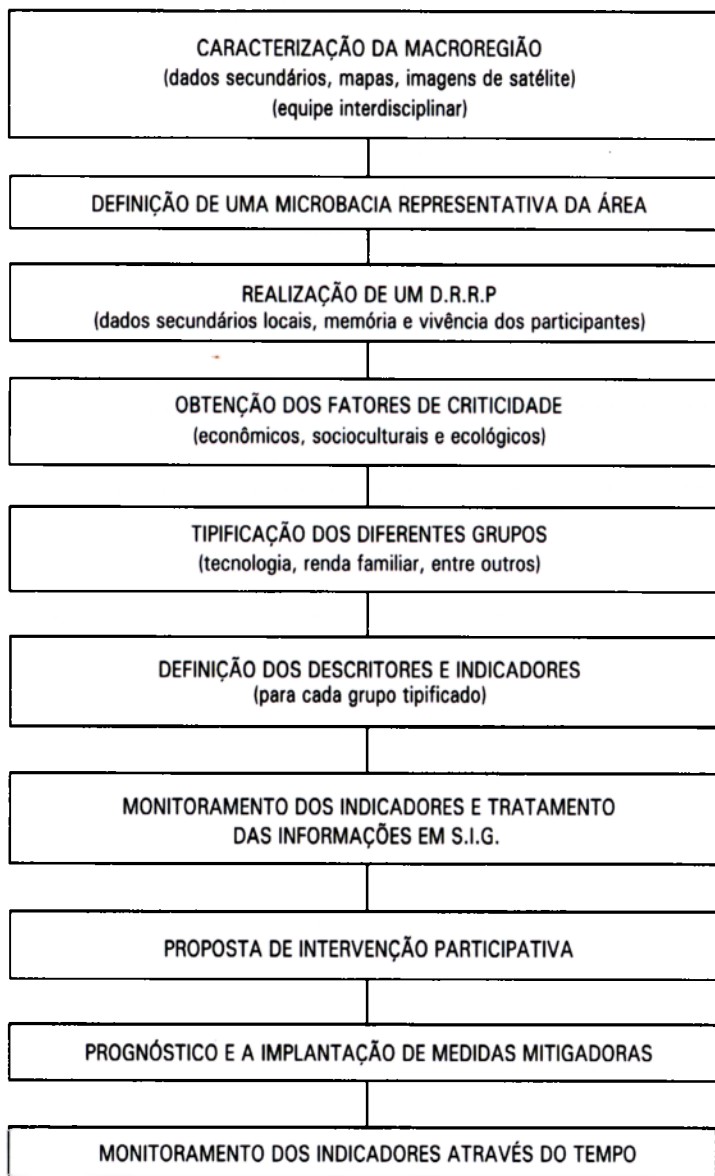 CARACTERIZAÇÃO DA MACROREGIÃO
(dados secundários, mapas, imagens de satélite)
(equipe interdisciplinar)
DEFINIÇÃO DE UMA MICROBACIA REPRESENTATIVA DA ÁREA
REALIZAÇÃO DE UM D.R.R.P
(dados secundários locais, memória e vivência dos participantes)
OBTENÇÃO DOS FATORES DE CRITICIDADE
(econômicos, socioculturais e ecológicos)
TIPIFICAÇÃO DOS DIFERENTES GRUPOS
(tecnologia, renda familiar, entre outros)
DEFINIÇÃO DOS DESCRITORES E INDICADORES
(para cada grupo tipificado)
MONITORAMENTO DOS INDICADORES E TRATAMENTO
DAS INFORMAÇÕES EM S.I.G.
PROPOSTA DE INTERVENÇÃO PARTICIPATIVA
PROGNÓSTICO E A IMPLANTAÇÃO DE MEDIDAS MITIGADORAS
MONITORAMENTO DOS INDICADORES ATRAVÉS DO TEMPO